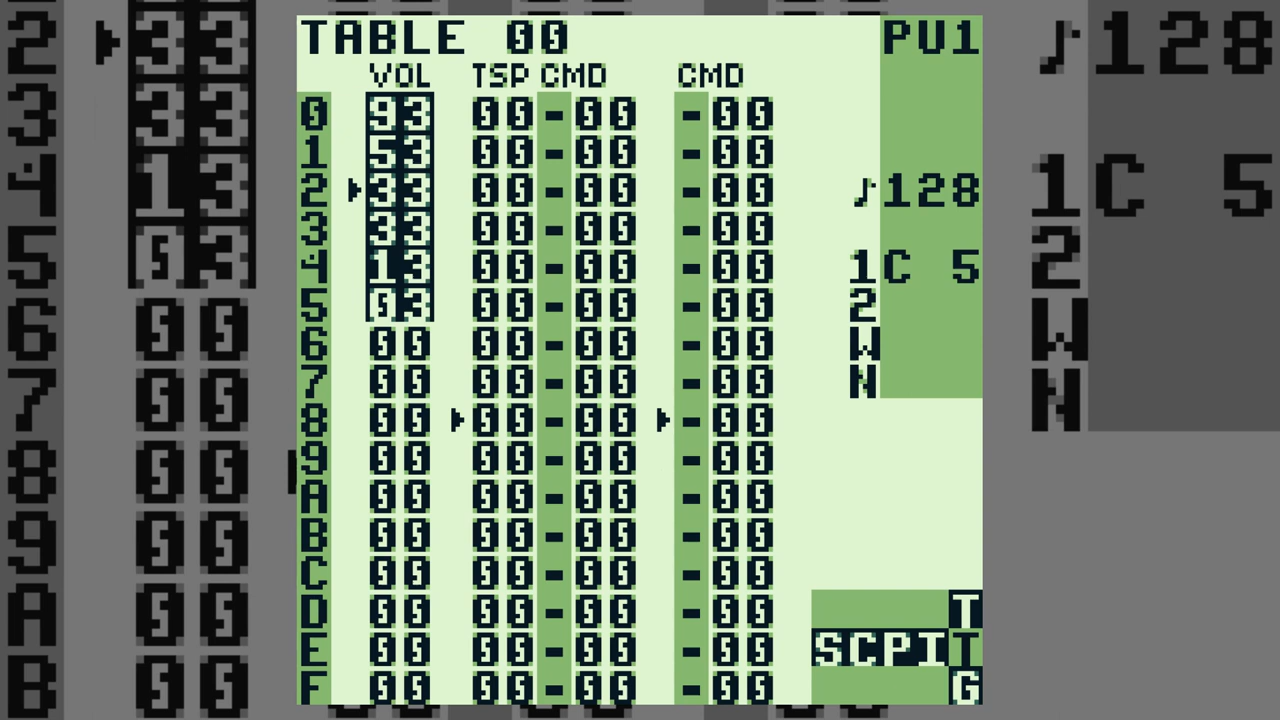 TABLE 00 PU1
VOL TSP CMD CMD
0 93 00 - 00 - 00
1 53 00 - 00 - 00
2 33 00 - 00 - 00 ♪128
3 33 00 - 00 - 00
4 13 00 - 00 - 00 1C 5
5 03 00 - 00 - 00 2
6 00 00 - 00 - 00 W
7 00 00 - 00 - 00 N
8 00 00 - 00 - 00
9 00 00 - 00 - 00
A 00 00 - 00 - 00
B 00 00 - 00 - 00
C 00 00 - 00 - 00
D 00 00 - 00 - 00 T
E 00 00 - 00 - 00 SCPIT
F 00 00 - 00 - 00 G